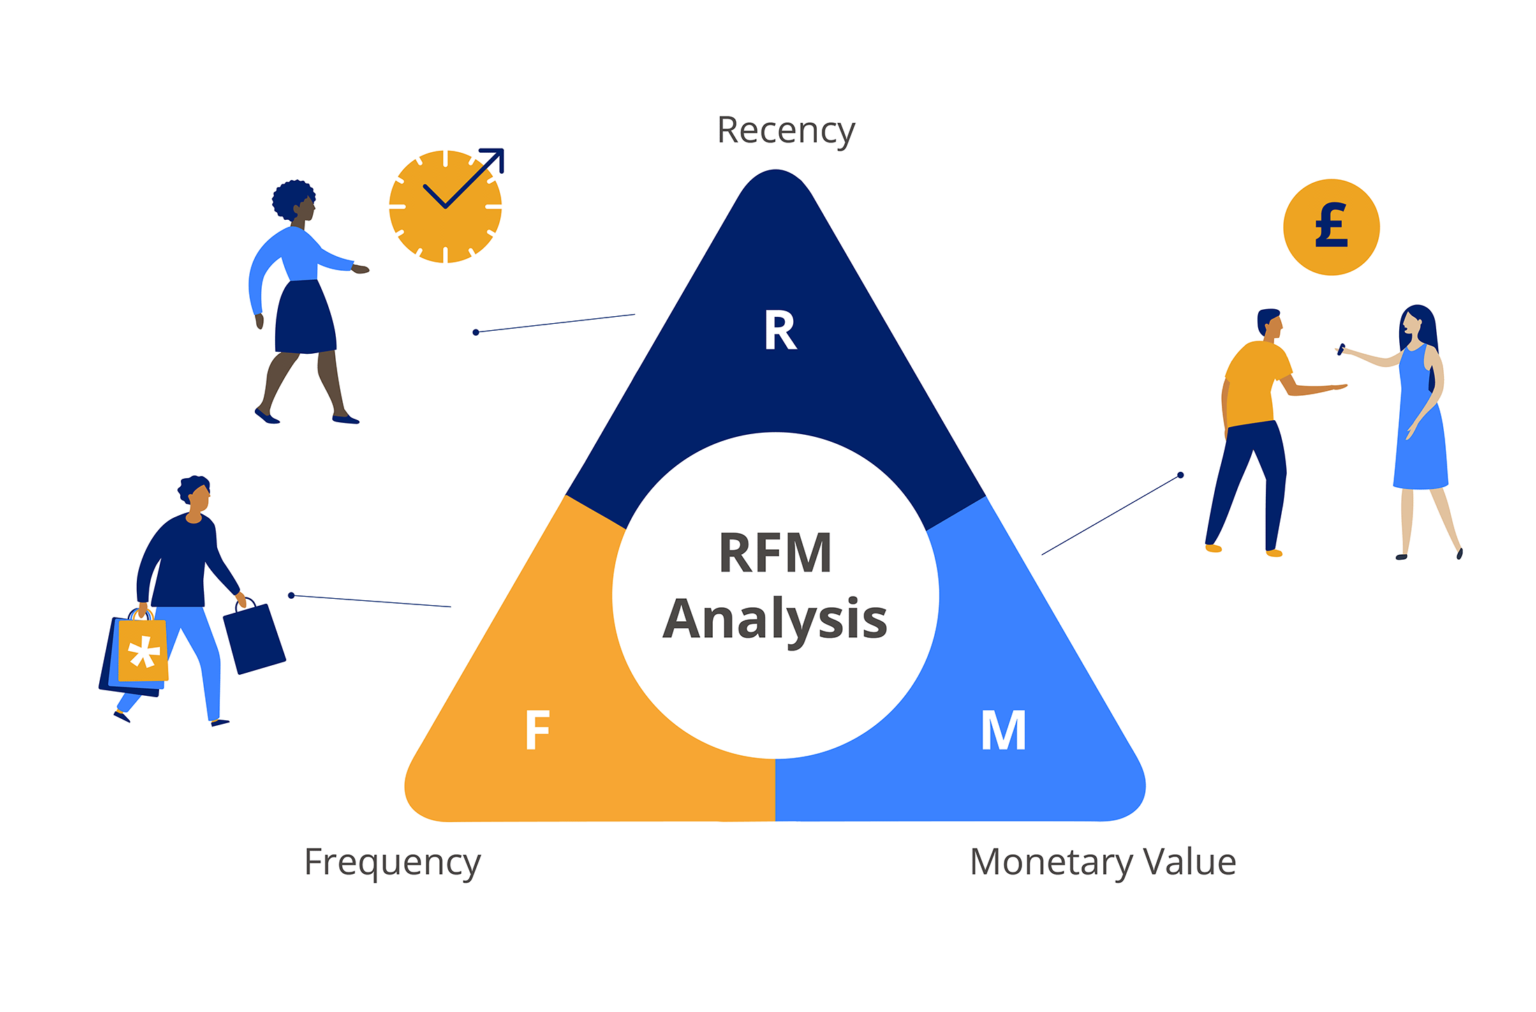 Recency
£
R
RFM
Analysis
F
M
Frequency
Monetary Value